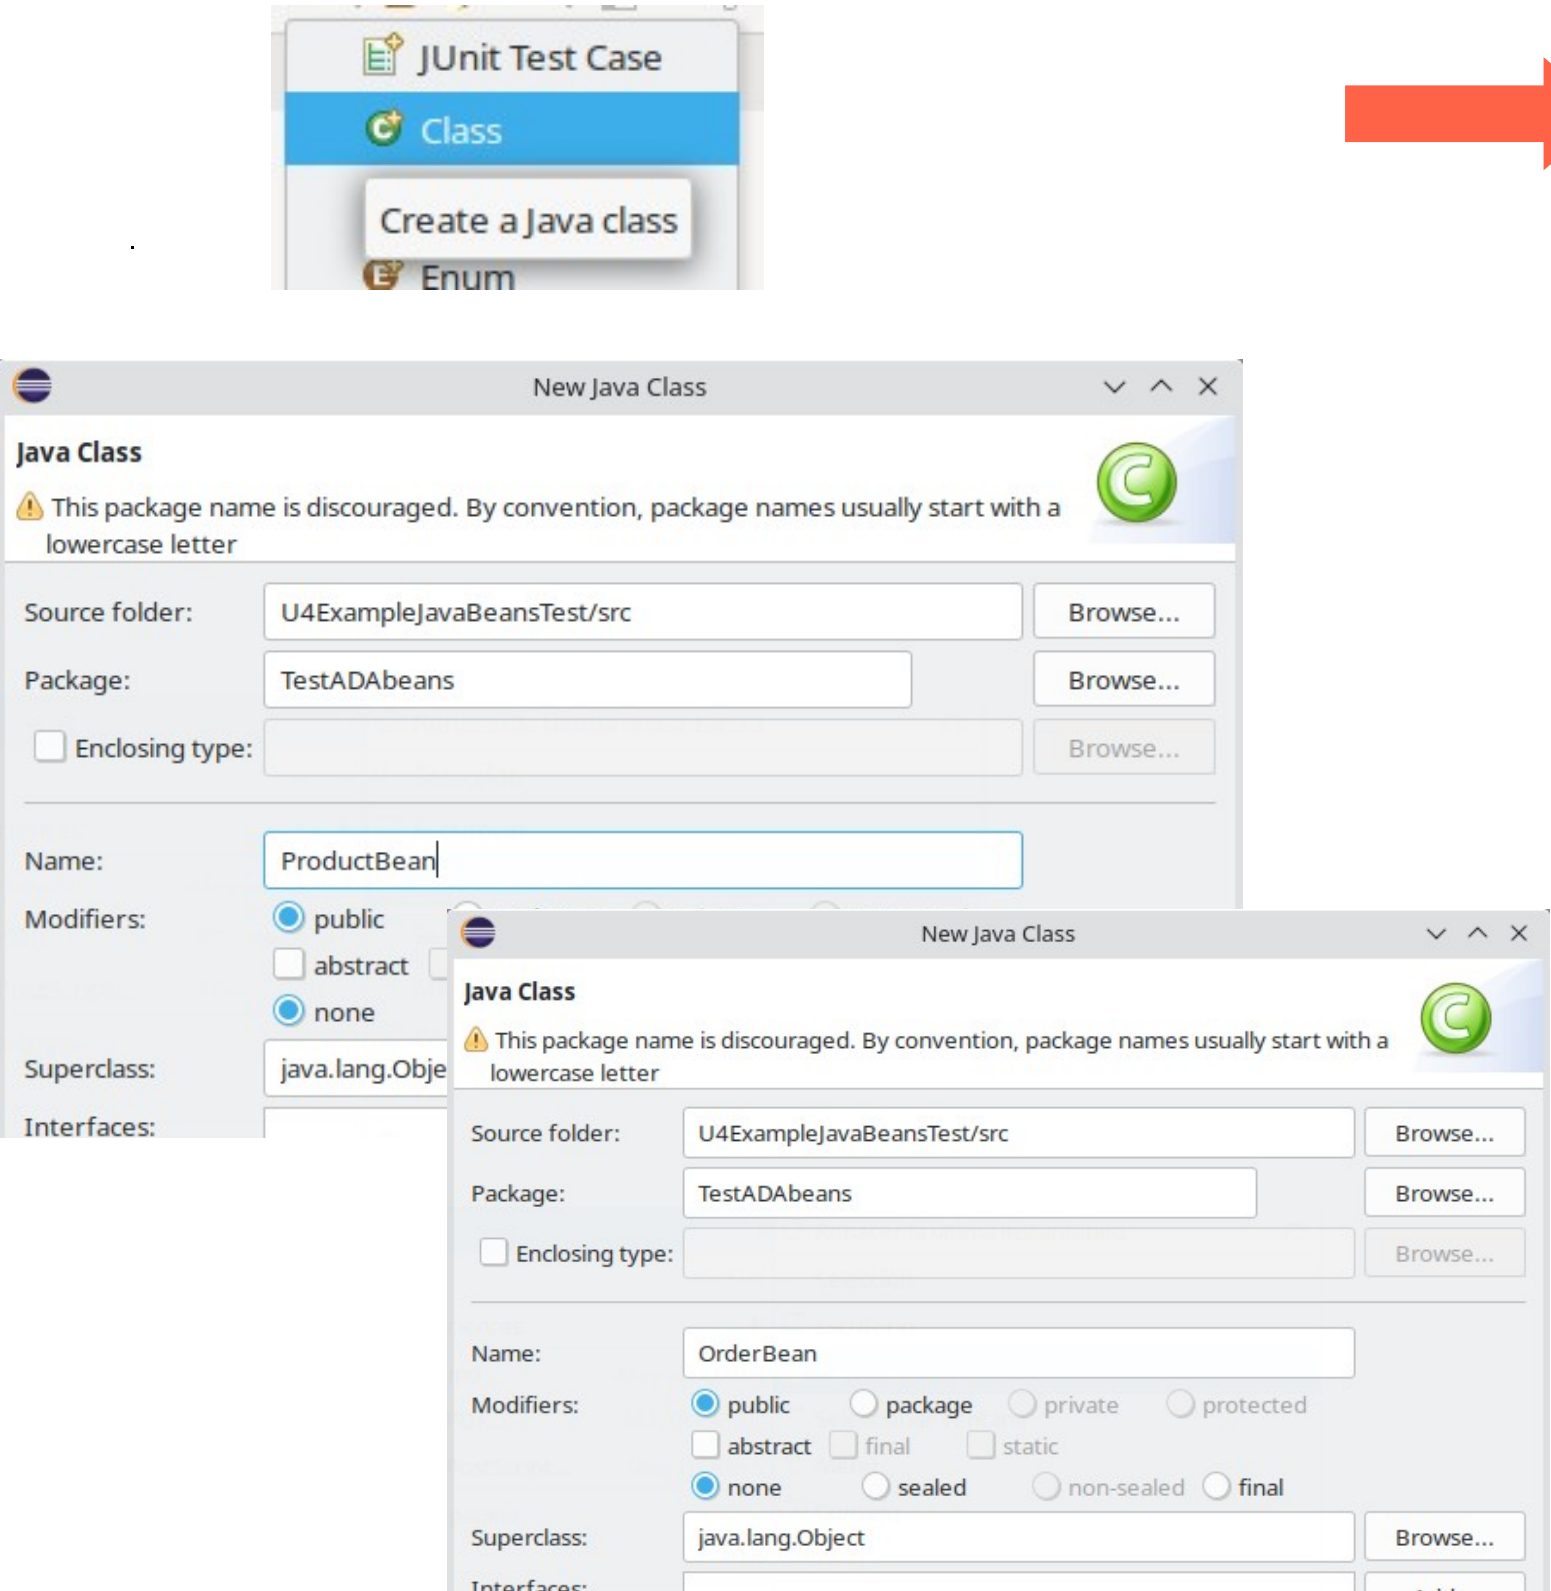 JUnit Test Case
Class
Create a Java class
Enum
New Java Class
Java Class
This package name is discouraged. By convention, package names usually start with a
lowercase letter
Source folder: U4ExampleJavaBeansTest/src Browse...
Package: TestADAbeans Browse...
Enclosing type: Browse...
Name: ProductBean
Modifiers: public
abstract
none
Superclass: java.lang.Obje
Interfaces:
New Java Class
Java Class
This package name is discouraged. By convention, package names usually start with a
lowercase letter
Source folder: U4ExampleJavaBeansTest/src Browse...
Package: TestADAbeans Browse...
Enclosing type: Browse...
Name: OrderBean
Modifiers: public package private protected
abstract final static
none sealed non-sealed final
Superclass: java.lang.Object Browse...
Interfaces: